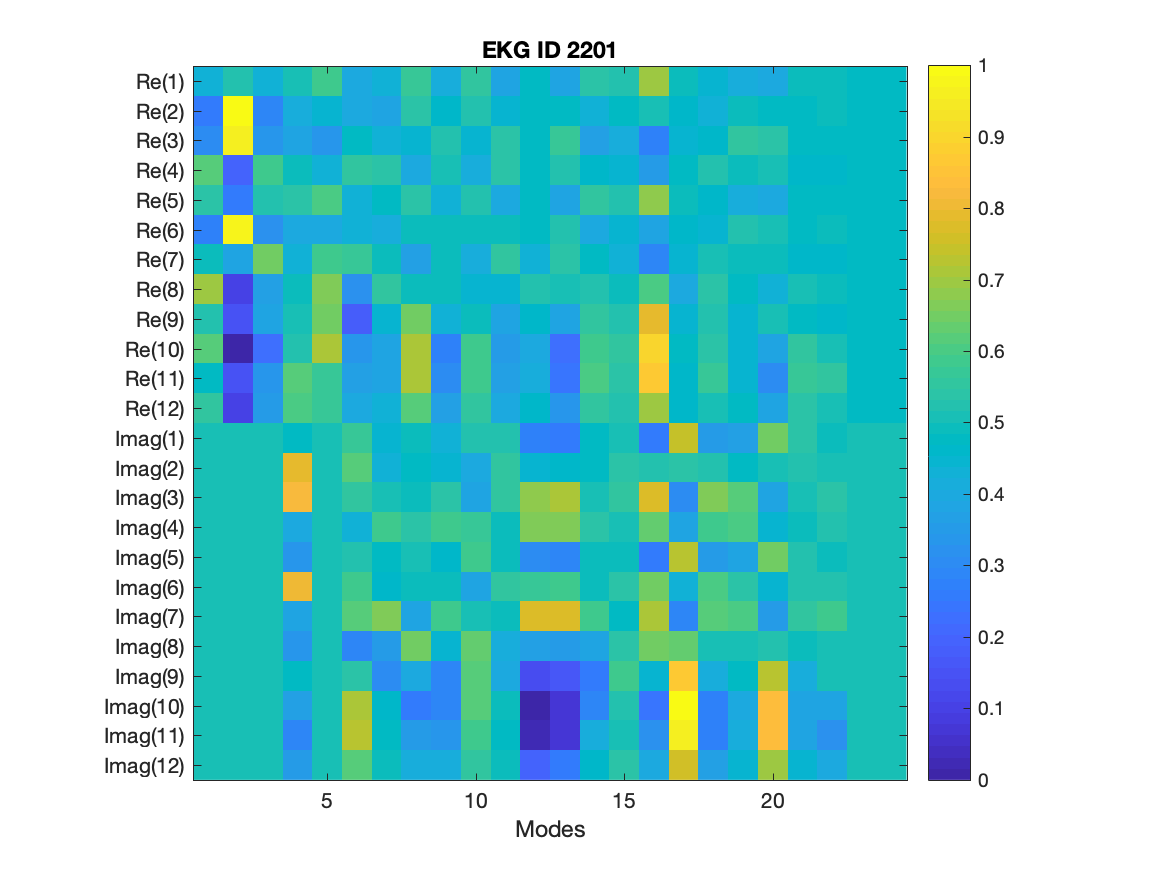 EKG ID 2201
Re(1)
Re(2)
Re(3)
Re(4)
Re(5)
Re(6)
Re(7)
Re(8)
Re(9)
Re(10)
Re(11)
Re(12)
Imag(1)
Imag(2)
Imag(3)
Imag(4)
Imag(5)
Imag(6)
Imag(7)
Imag(8)
Imag(9)
Imag(10)
Imag(11)
Imag(12)
5 10 15 20
Modes
1
0.9
0.8
0.7
0.6
0.5
0.4
0.3
0.2
0.1
0